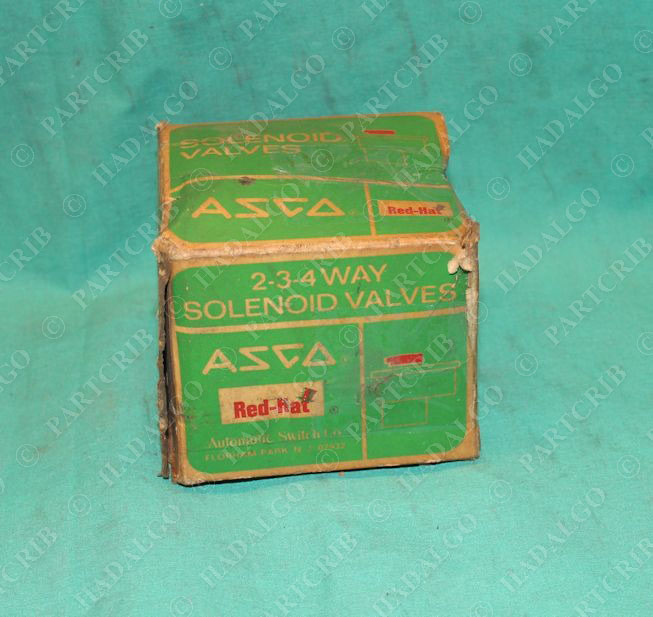 SOLENOID
VALVES
ASCO
Red-Hat
2-3-4 WAY
SOLENOID VALVES
ASCO
Red-Hat
®
Automatic Switch Co.
FLORHAM PARK, N. J. 07932
© HADALGO
PARTCRIB